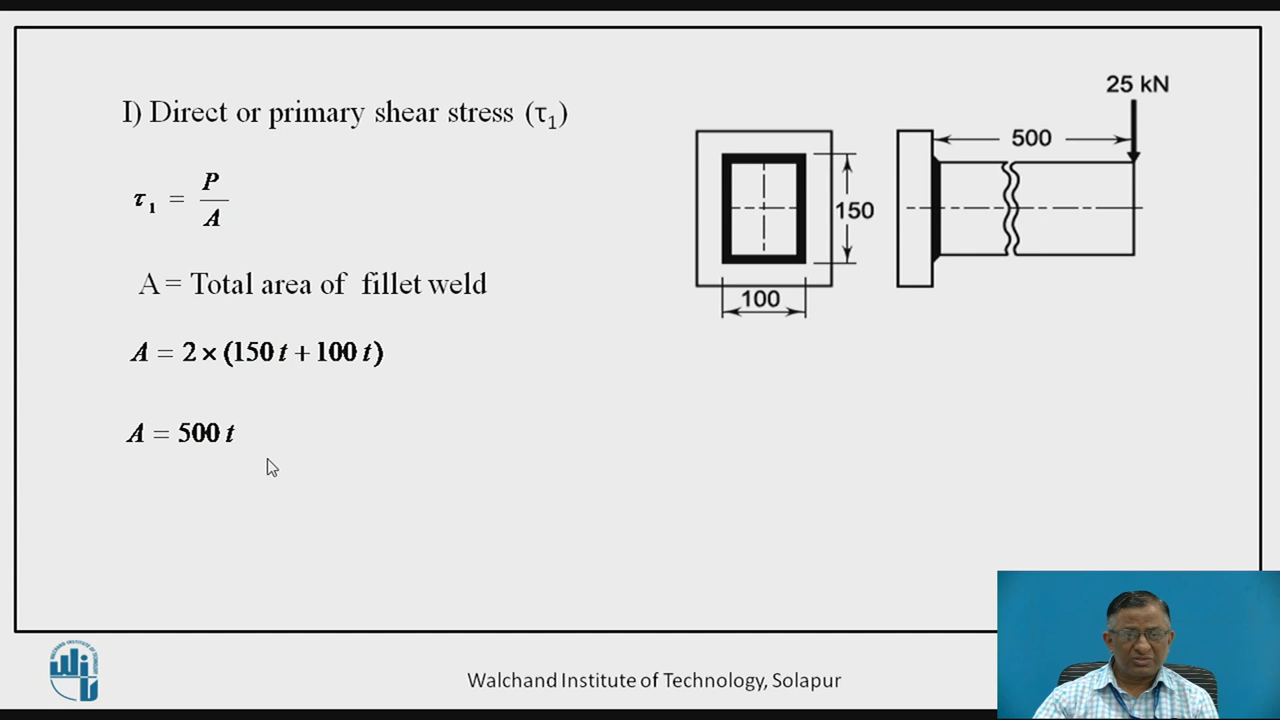 I) Direct or primary shear stress (τ1)
τ1 = P/A
A = Total area of fillet weld
A = 2 × (150 t + 100 t)
A = 500 t
25 kN
500
150
100
Walchand Institute of Technology, Solapur